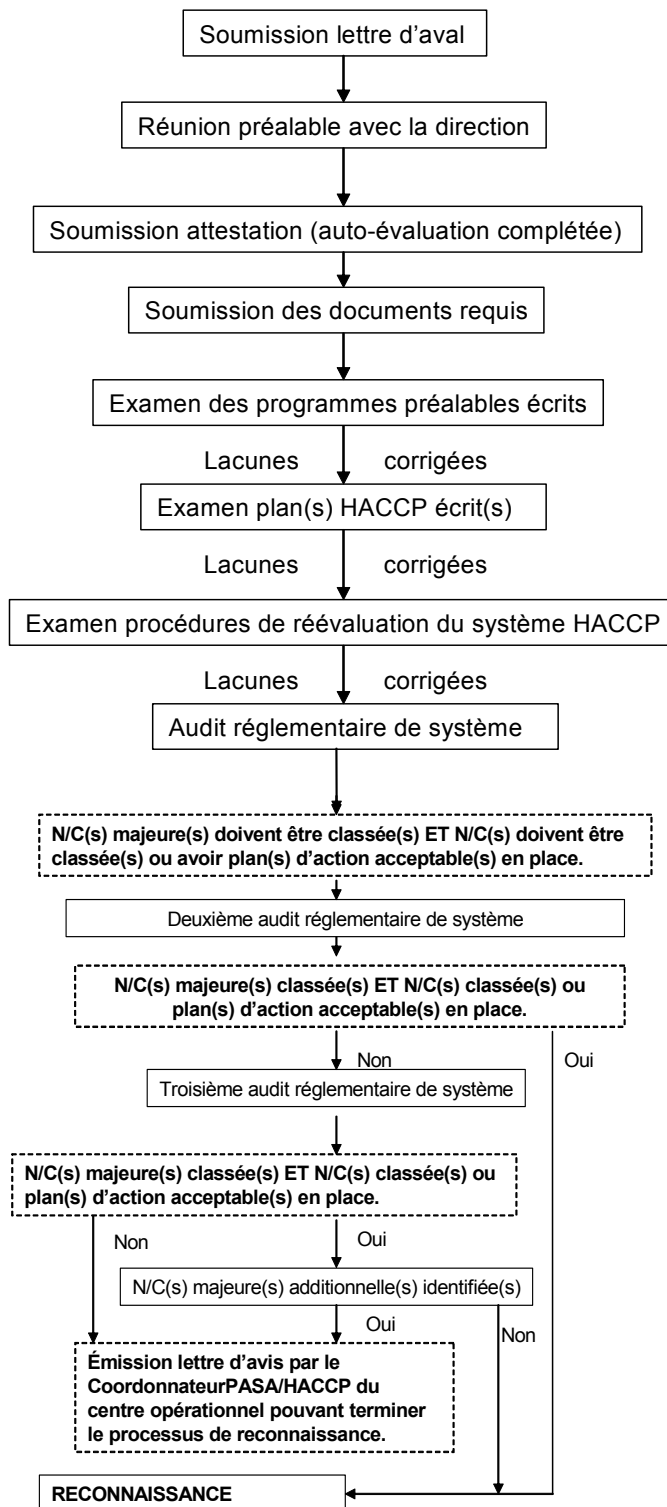 Soumission lettre d'aval
Réunion préalable avec la direction
Soumission attestation (auto-évaluation complétée)
Soumission des documents requis
Examen des programmes préalables écrits
Lacunes corrigées
Examen plan(s) HACCP écrit(s)
Lacunes corrigées
Examen procédures de réévaluation du système HACCP
Lacunes corrigées
Audit réglementaire de système
N/C(s) majeure(s) doivent être classée(s) ET N/C(s) doivent être
classée(s) ou avoir plan(s) d'action acceptable(s) en place.
Deuxième audit réglementaire de système
N/C(s) majeure(s) classée(s) ET N/C(s) classée(s) ou
plan(s) d'action acceptable(s) en place.
Non Oui
Troisième audit réglementaire de système
N/C(s) majeure(s) classée(s) ET N/C(s) classée(s) ou
plan(s) d'action acceptable(s) en place.
Non Oui
N/C(s) majeure(s) additionnelle(s) identifiée(s)
Oui Non
Émission lettre d'avis par le
CoordonnateurPASA/HACCP du
centre opérationnel pouvant terminer
le processus de reconnaissance.
RECONNAISSANCE